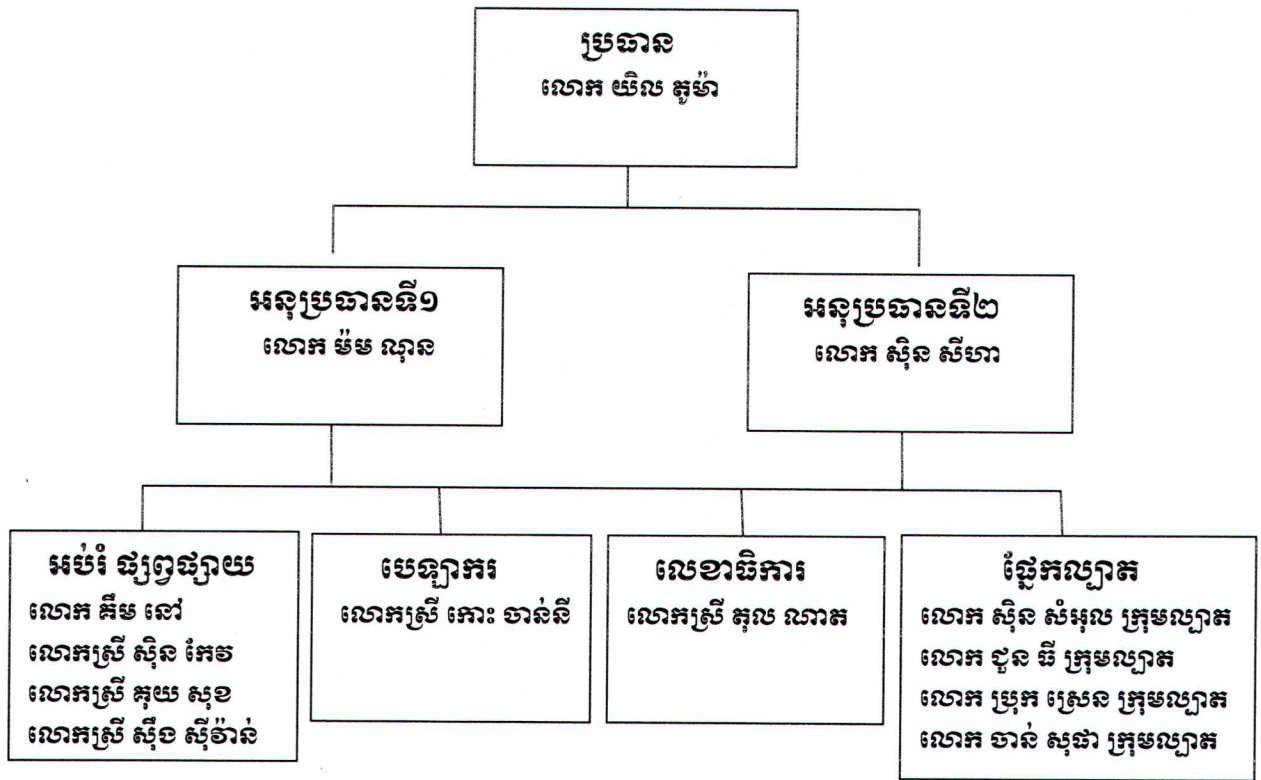 ប្រធាន
លោក យិល តូម៉ា
អនុប្រធានទី១
លោក ម៉ម ណុន
អនុប្រធានទី២
លោក ស៊ិន សីហា
អប់រំ ផ្សព្វផ្សាយ
លោក គឹម នៅ
លោកស្រី ស៊ិន កែវ
លោកស្រី គុយ សុខ
លោកស្រី ស៊ឹង ស៊ីវ៉ាន់
បេឡាករ
លោកស្រី កោះ ចាន់នី
លេខាធិការ
លោកស្រី តុល ណាត
ផ្នែកល្បាត
លោក ស៊ិន សំអុល ក្រុមល្បាត
លោក ជួន ធី ក្រុមល្បាត
លោក ប្រុក ស្រេន ក្រុមល្បាត
លោក ចាន់ សុផា ក្រុមល្បាត